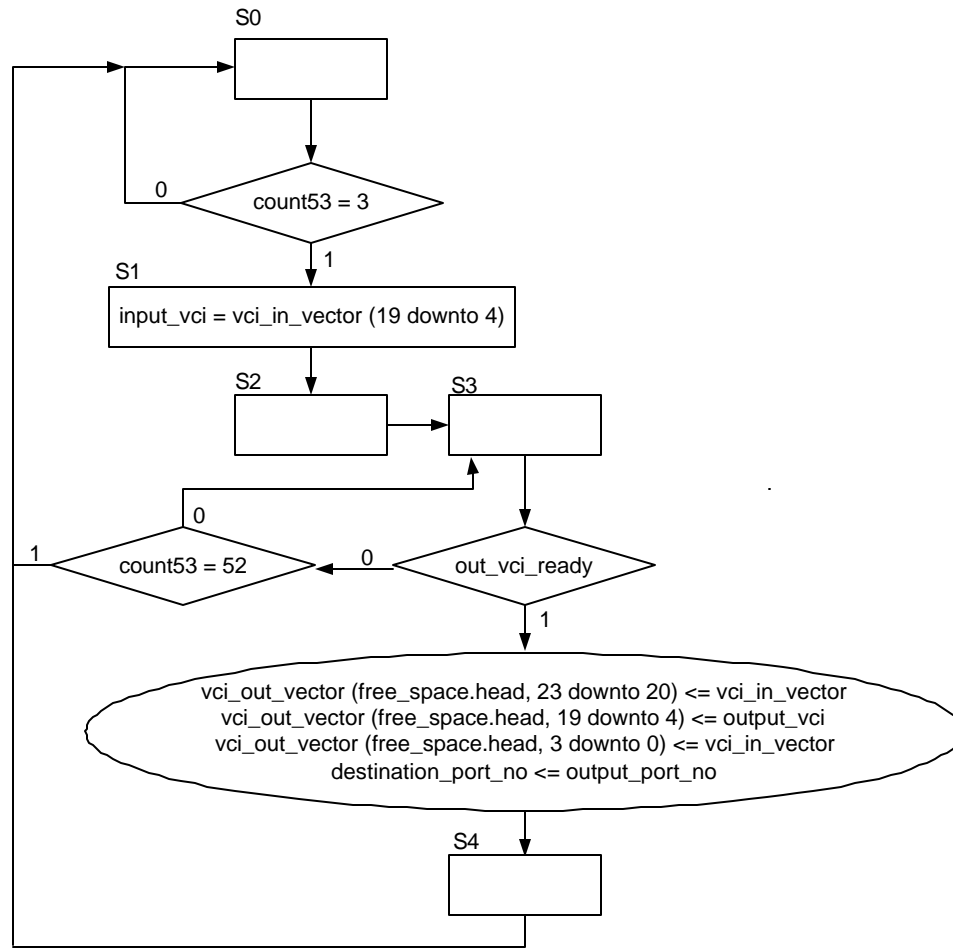 S0
0
count53 = 3
1
S1
input_vci = vci_in_vector (19 downto 4)
S2
S3
0
1
count53 = 52
0
out_vci_ready
1
vci_out_vector (free_space.head, 23 downto 20) <= vci_in_vector
vci_out_vector (free_space.head, 19 downto 4) <= output_vci
vci_out_vector (free_space.head, 3 downto 0) <= vci_in_vector
destination_port_no <= output_port_no
S4